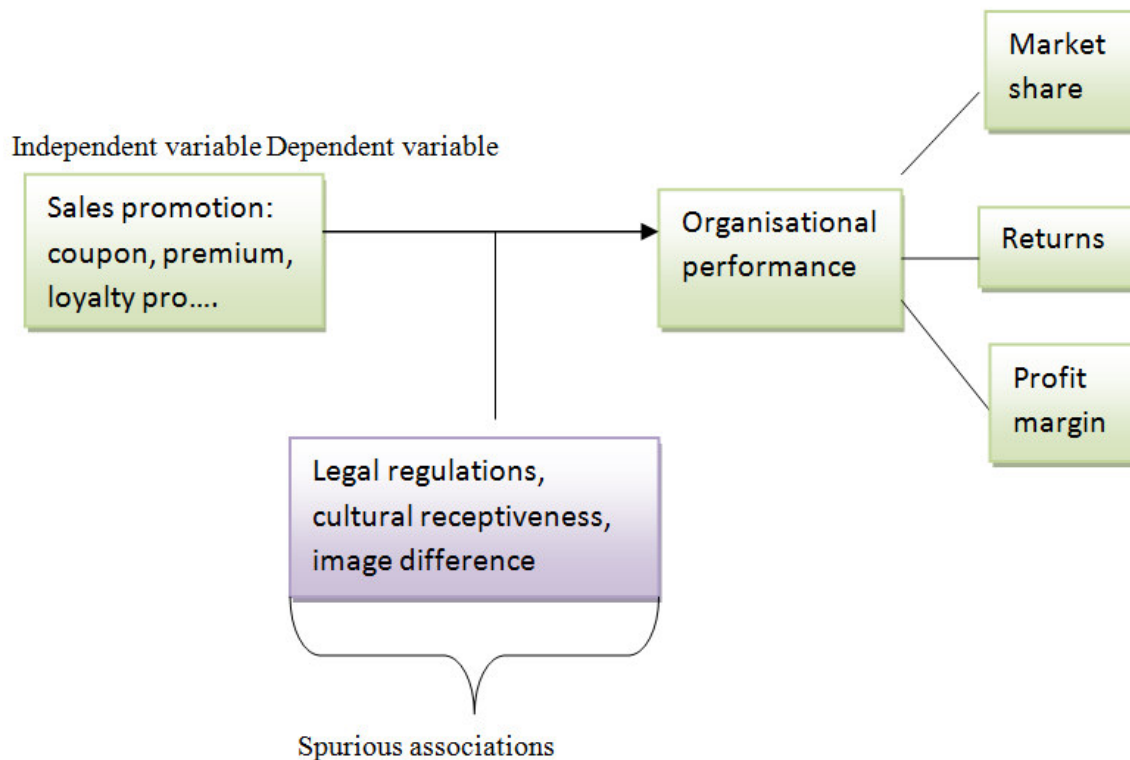 Market
share
Independent variable Dependent variable
Sales promotion:
coupon, premium,
loyalty pro….
Organisational
performance
Returns
Profit
margin
Legal regulations,
cultural receptiveness,
image difference
Spurious associations